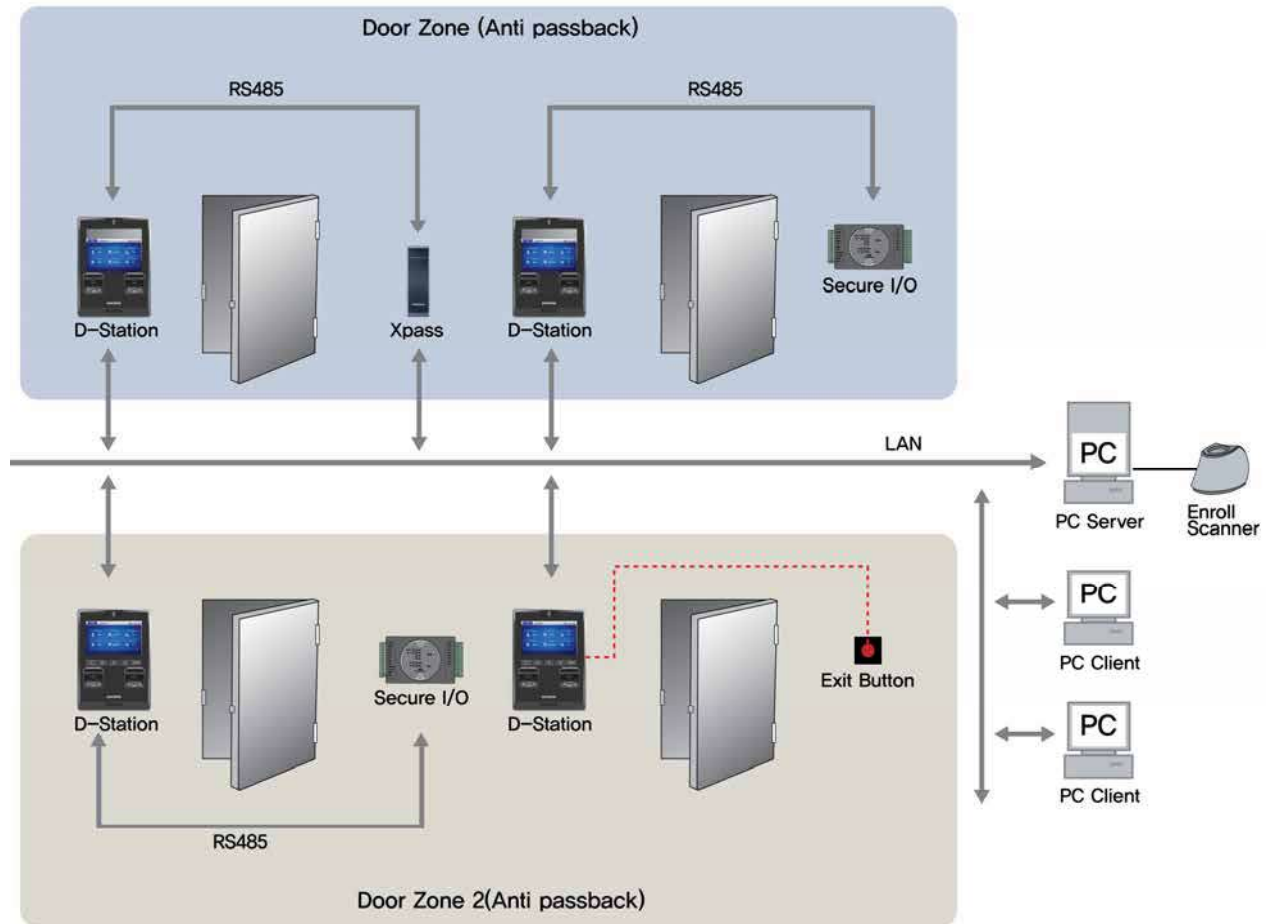 Door Zone (Anti passback)
RS485
RS485
D-Station
Xpass
D-Station
Secure I/O
LAN
PC
PC Server
Enroll
Scanner
PC
PC Client
D-Station
Secure I/O
D-Station
Exit Button
PC
PC Client
RS485
Door Zone 2(Anti passback)